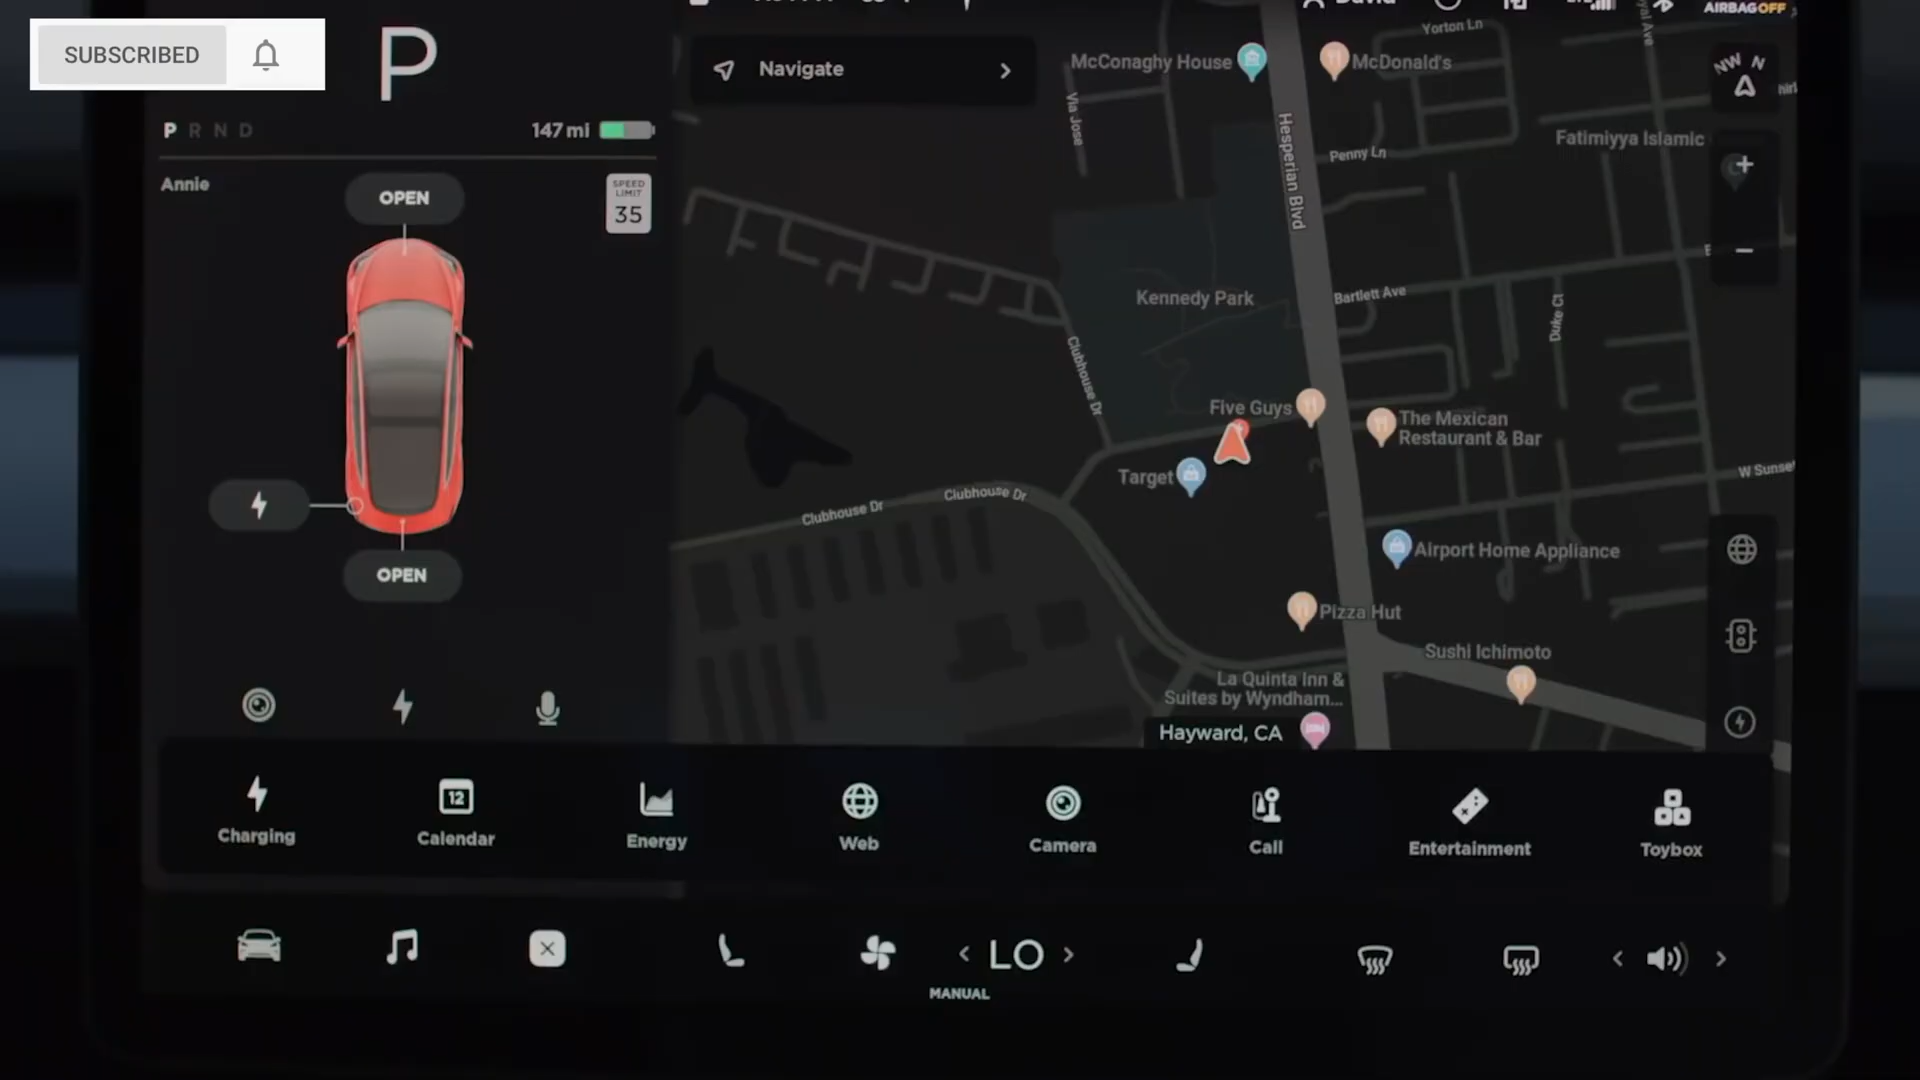 SUBSCRIBED
P
P R N D
147 mi
Annie
SPEED
LIMIT
35
OPEN
OPEN
Navigate
David
AIRBAG OFF
McConaghy House
McDonald's
Yorton Ln
Via Jose
Hesperian Blvd
Penny Ln
Fatimiyya Islamic
NW N
Kennedy Park
Bartlett Ave
Duke Ct
Clubhouse Dr
Five Guys
The Mexican
Restaurant & Bar
Target
W Sunset
Clubhouse Dr
Clubhouse Dr
Airport Home Appliance
Pizza Hut
Sushi Ichimoto
La Quinta Inn &
Suites by Wyndham...
Hayward, CA
Charging
12
Calendar
Energy
Web
Camera
Call
Entertainment
Toybox
LO
MANUAL